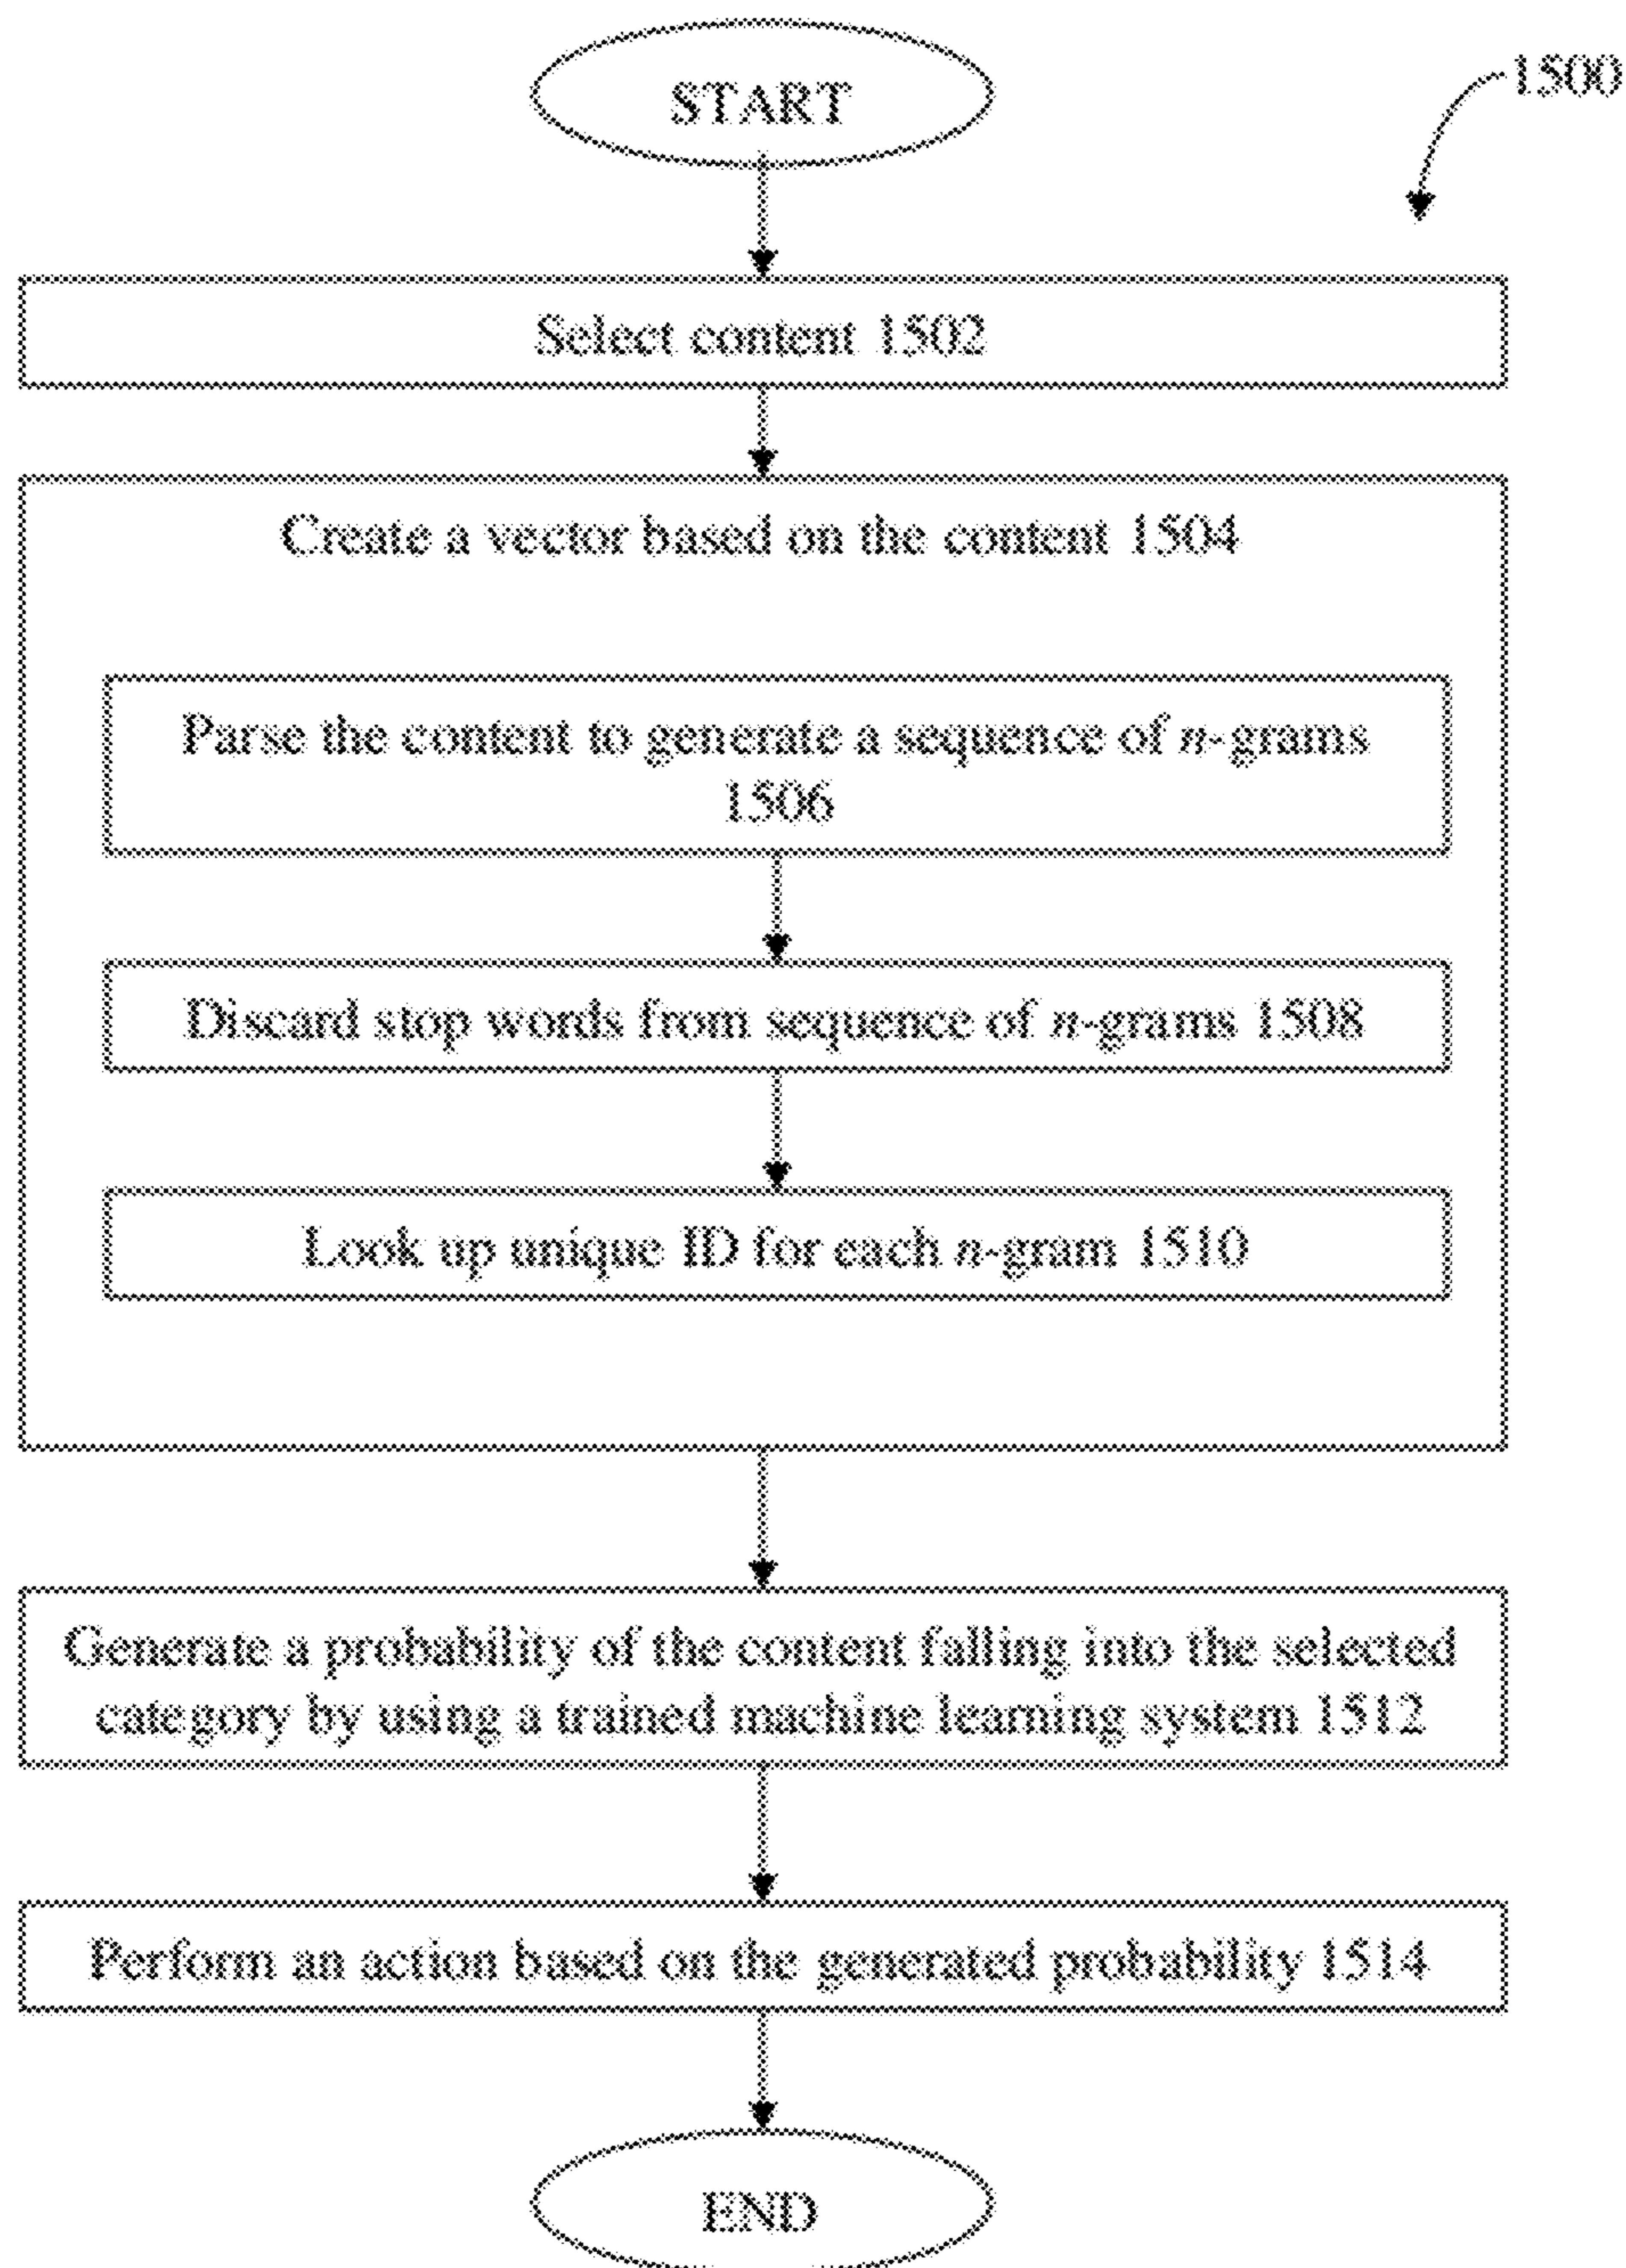 START
1500
Select content 1502
Create a vector based on the content 1504
Parse the content to generate a sequence of n-grams
1506
Discard stop words from sequence of n-grams 1508
Look up unique ID for each n-gram 1510
Generate a probability of the content falling into the selected
category by using a trained machine learning system 1512
Perform an action based on the generated probability 1514
END